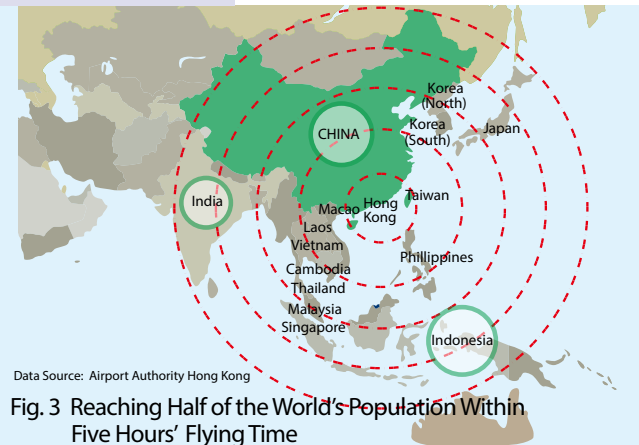 Korea
(North)
CHINA
Korea
(South)
Japan
India
Taiwan
Macao
Hong
Kong
Laos
Vietnam
Phillippines
Cambodia
Thailand
Malaysia
Singapore
Indonesia
Data Source: Airport Authority Hong Kong
Fig. 3 Reaching Half of the World's Population Within
Five Hours' Flying Time